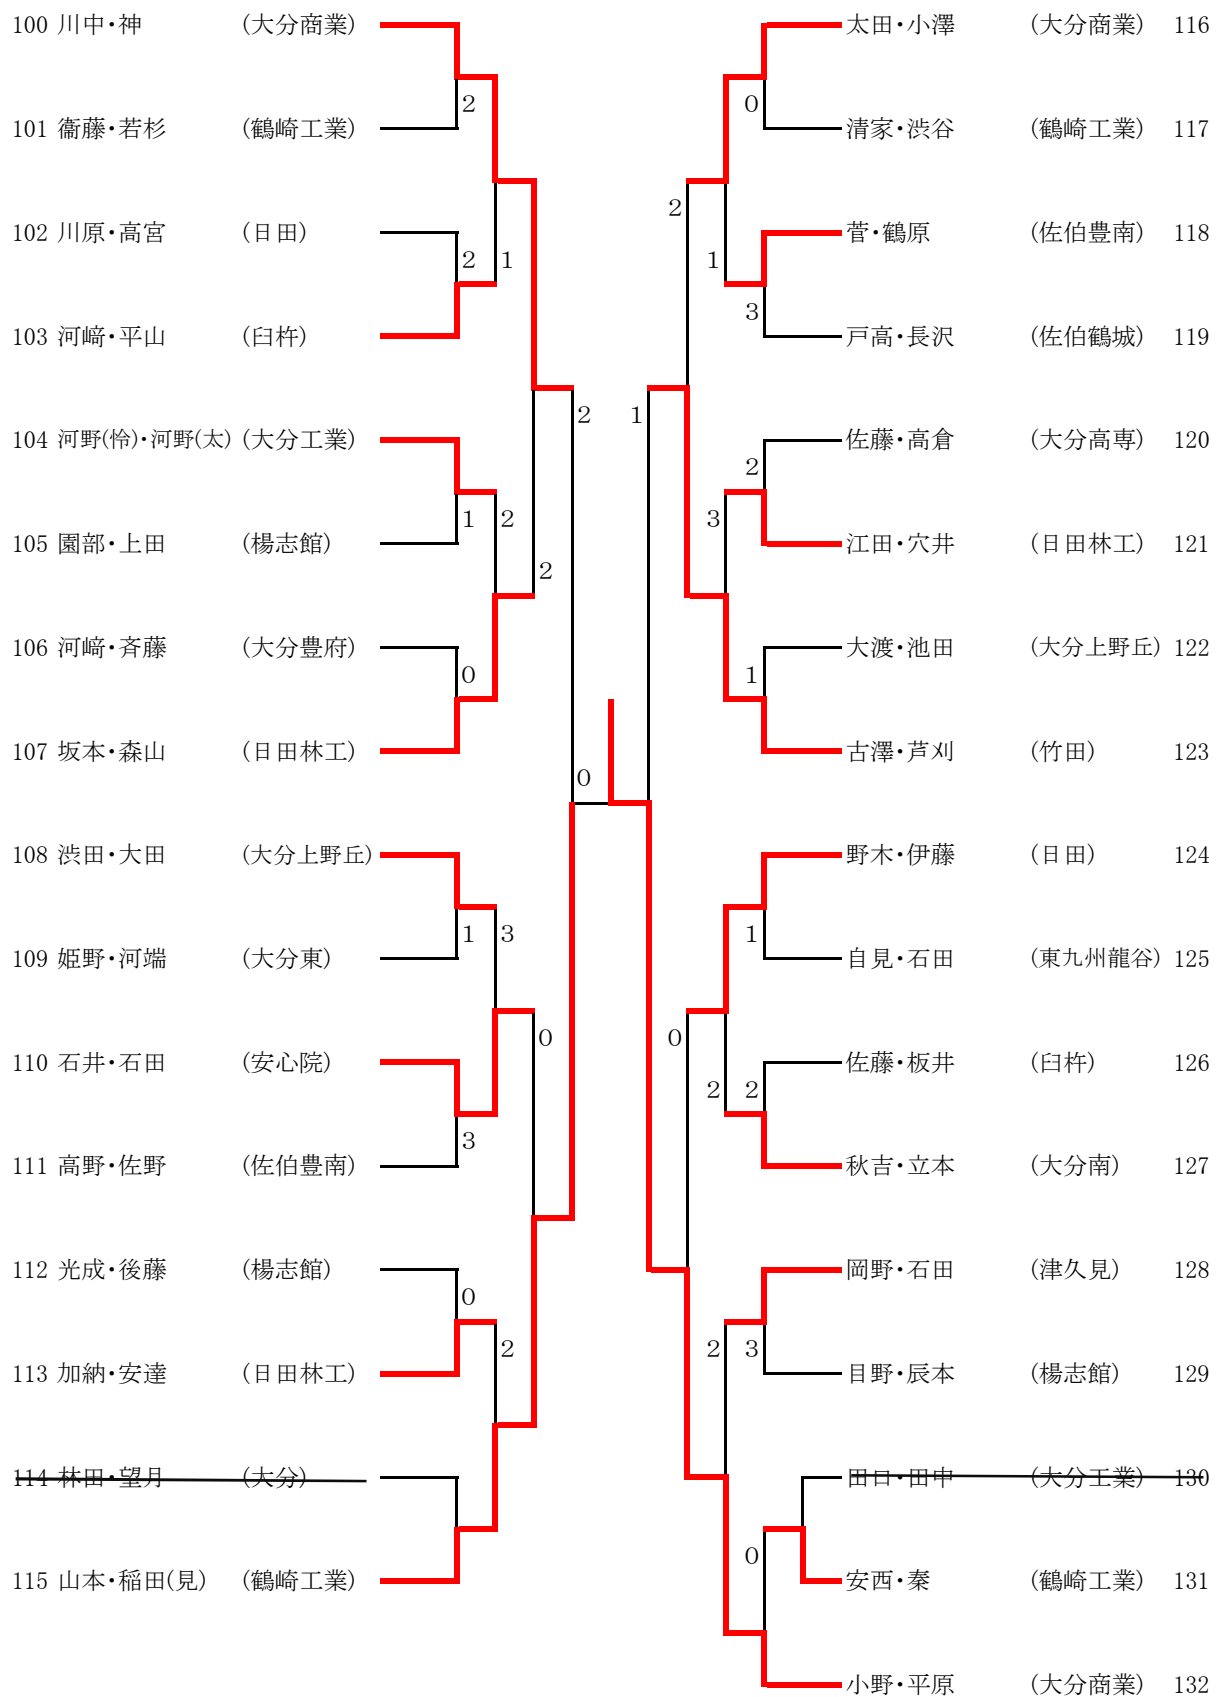 100 川中・神 (大分商業)
2
101 衞藤・若杉 (鶴崎工業)
102 川原・高宮 (日田)
2 1
103 河﨑・平山 (臼杵)
2
104 河野(怜)・河野(太) (大分工業)
1 2
105 園部・上田 (楊志館)
2
106 河﨑・斉藤 (大分豊府)
0
107 坂本・森山 (日田林工)
0
108 渋田・大田 (大分上野丘)
1 3
109 姫野・河端 (大分東)
0
110 石井・石田 (安心院)
3
111 高野・佐野 (佐伯豊南)
112 光成・後藤 (楊志館)
0
2
113 加納・安達 (日田林工)
114 林田・望月 (大分)
115 山本・稲田(見) (鶴崎工業)
太田・小澤 (大分商業) 116
0
清家・渋谷 (鶴崎工業) 117
2
菅・鶴原 (佐伯豊南) 118
1
3
戸高・長沢 (佐伯鶴城) 119
1
佐藤・高倉 (大分高専) 120
2
3
江田・穴井 (日田林工) 121
大渡・池田 (大分上野丘) 122
1
古澤・芦刈 (竹田) 123
野木・伊藤 (日田) 124
1
自見・石田 (東九州龍谷) 125
0
佐藤・板井 (臼杵) 126
2 2
秋吉・立本 (大分南) 127
岡野・石田 (津久見) 128
2 3
目野・辰本 (楊志館) 129
田口・田中 (大分工業) 130
0
安西・秦 (鶴崎工業) 131
小野・平原 (大分商業) 132